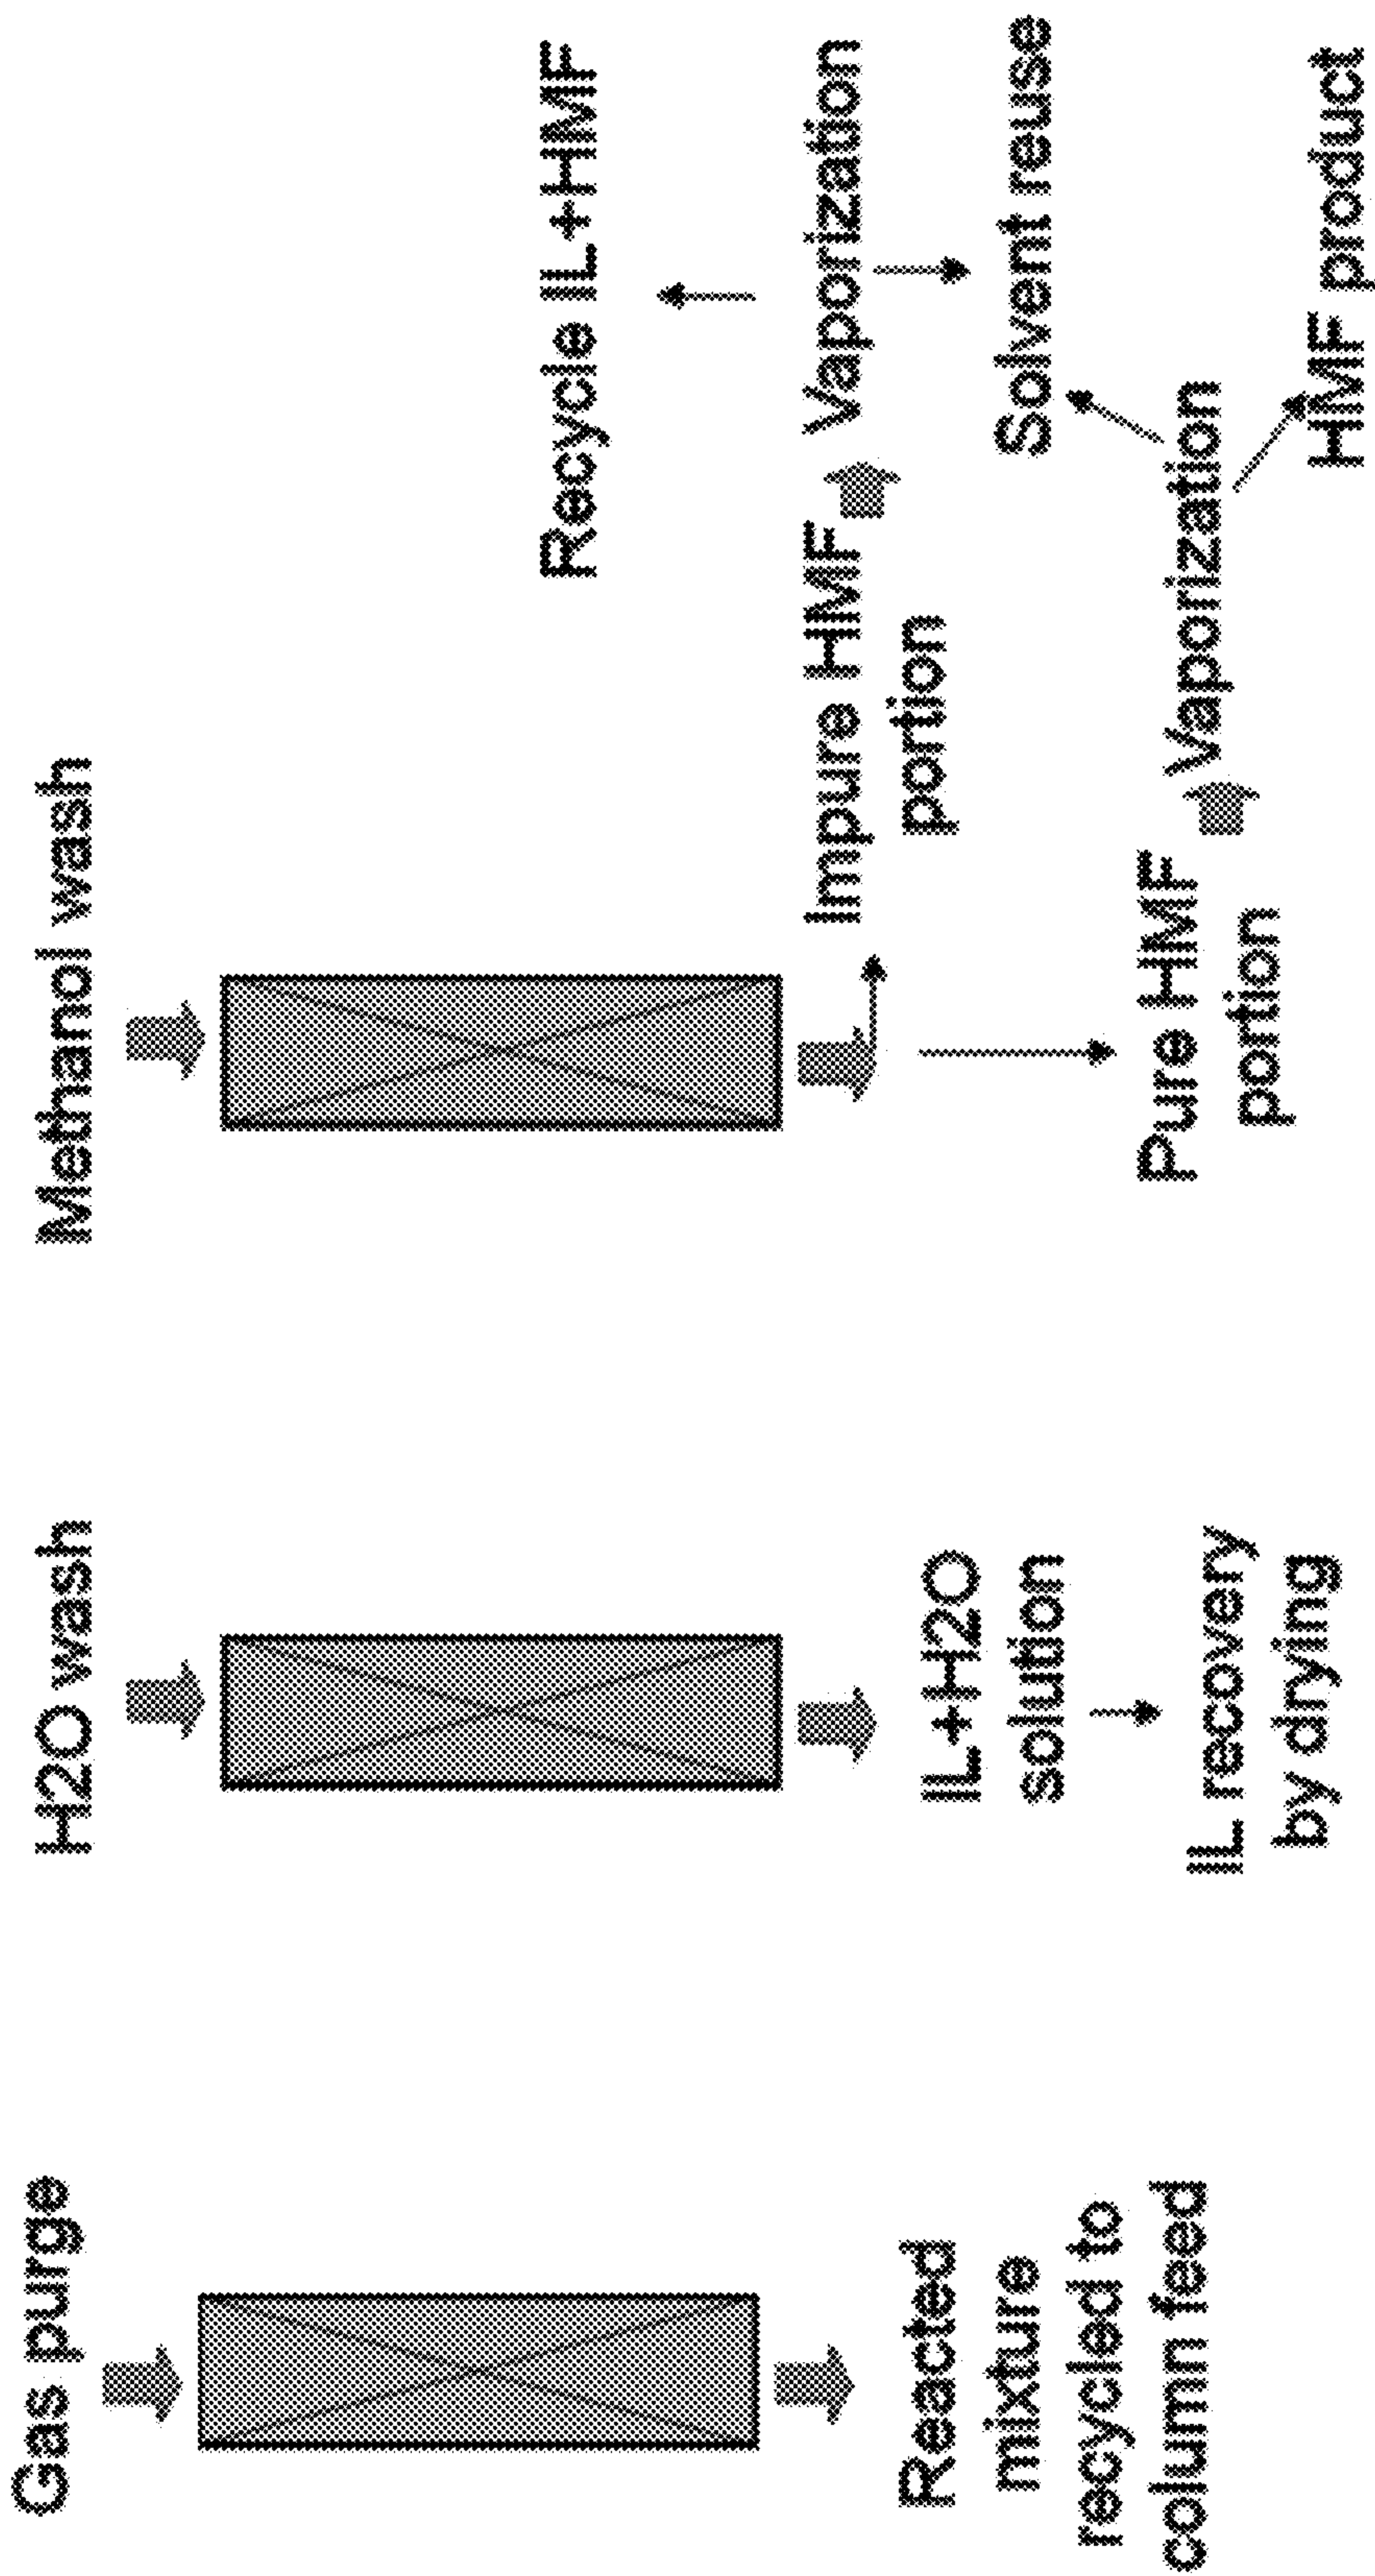 Gas purge
Reacted
mixture
recycled to
column feed
H2O wash
IL+H2O
solution
IL recovery
by drying
Methanol wash
Impure HMF
portion
Vaporization
Recycle IL+HMF
Solvent reuse
Pure HMF
portion
Vaporization
HMF product